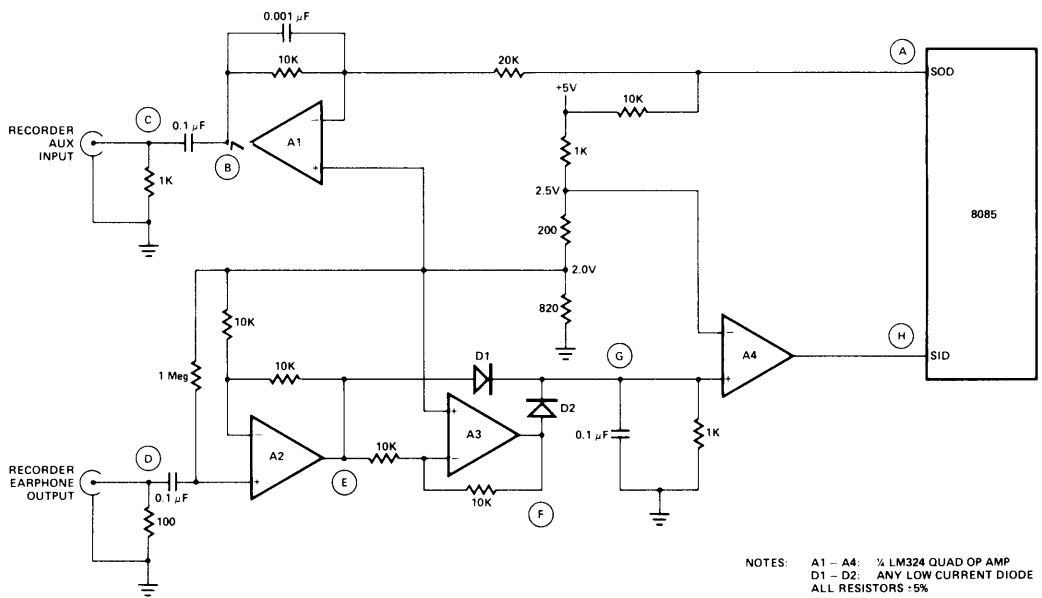 0.001 µF
10K
20K
A
SOD
+5V
10K
C
0.1 µF
RECORDER
AUX
INPUT
A1
−
+
B
1K
1K
2.5V
8085
200
2.0V
820
10K
1 Meg
10K
D1
G
A4
−
+
H
SID
D2
A3
+
−
0.1 µF
1K
A2
−
+
10K
E
10K
F
D
RECORDER
EARPHONE
OUTPUT
0.1 µF
100
NOTES: A1 – A4: ¼ LM324 QUAD OP AMP
D1 – D2: ANY LOW CURRENT DIODE
ALL RESISTORS ±5%